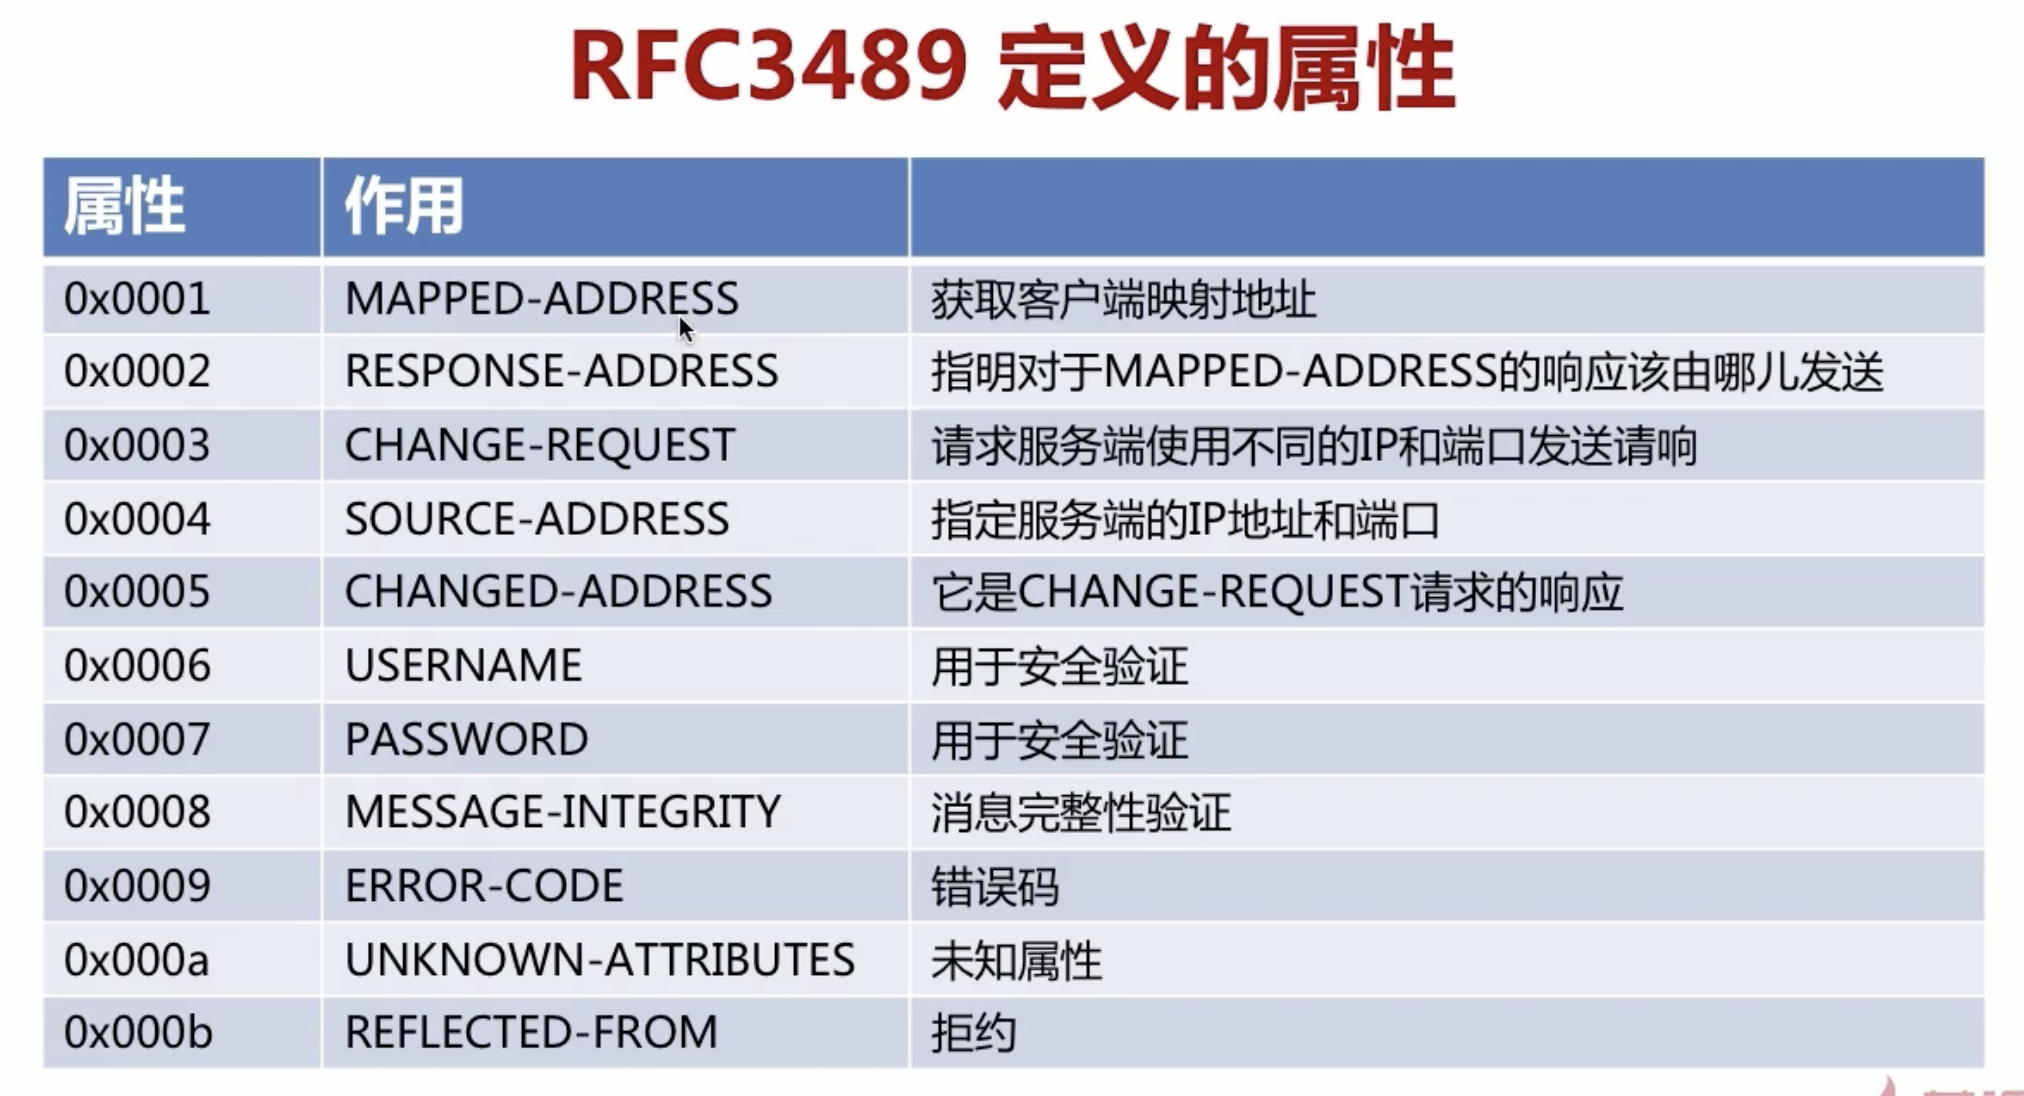 RFC3489 定义的属性
属性 作用
0x0001 MAPPED-ADDRESS 获取客户端映射地址
0x0002 RESPONSE-ADDRESS 指明对于MAPPED-ADDRESS的响应该由哪儿发送
0x0003 CHANGE-REQUEST 请求服务端使用不同的IP和端口发送请响
0x0004 SOURCE-ADDRESS 指定服务端的IP地址和端口
0x0005 CHANGED-ADDRESS 它是CHANGE-REQUEST请求的响应
0x0006 USERNAME 用于安全验证
0x0007 PASSWORD 用于安全验证
0x0008 MESSAGE-INTEGRITY 消息完整性验证
0x0009 ERROR-CODE 错误码
0x000a UNKNOWN-ATTRIBUTES 未知属性
0x000b REFLECTED-FROM 拒约